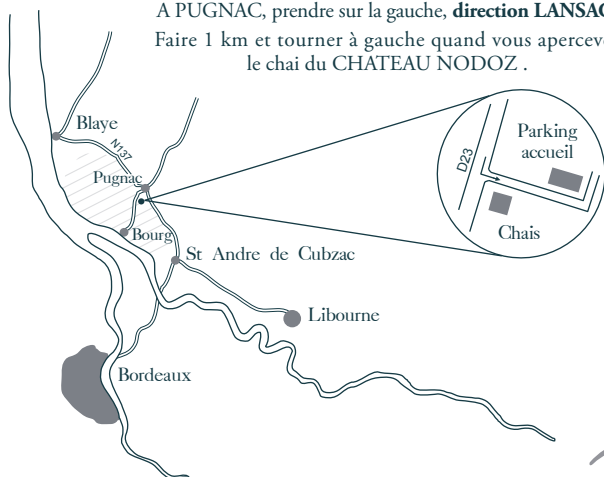 A PUGNAC, prendre sur la gauche, direction LANSAC
Faire 1 km et tourner à gauche quand vous
le chai du CHATEAU NODOZ .
Blaye
N137
Pugnac
Bourg
St Andre de Cubzac
Libourne
Bordeaux
D23
Parking
accueil
Chais